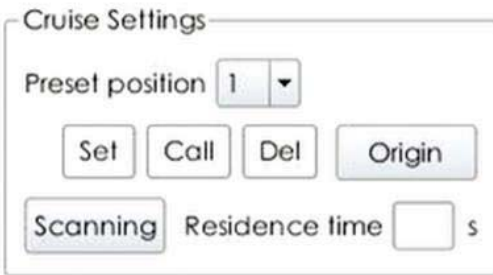 Cruise Settings
Preset position 1
Set Call Del Origin
Scanning Residence time s